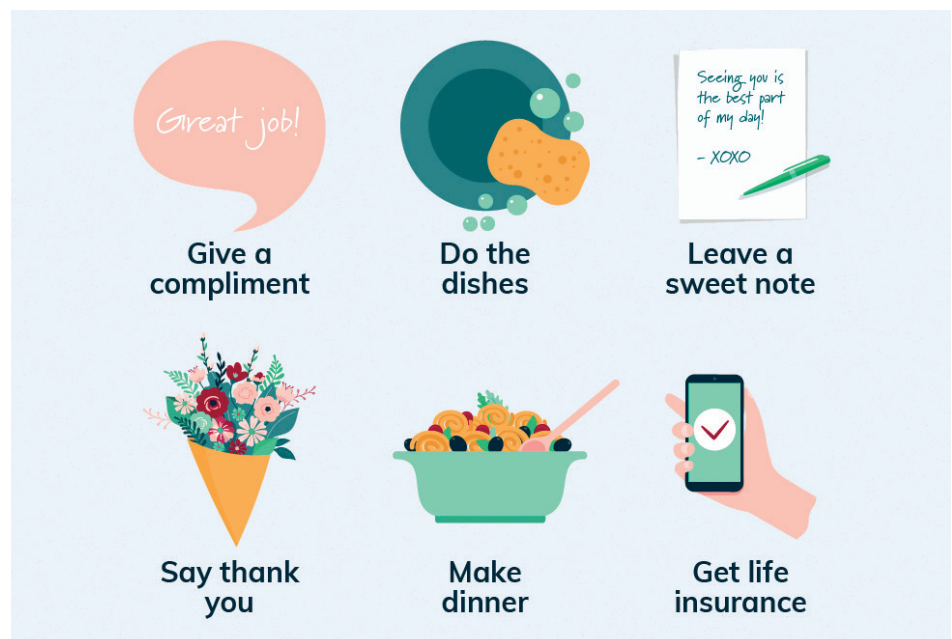 Great job!
Give a
compliment
Do the
dishes
Seeing you is
the best part
of my day!
- XOXO
Leave a
sweet note
Say thank
you
Make
dinner
Get life
insurance